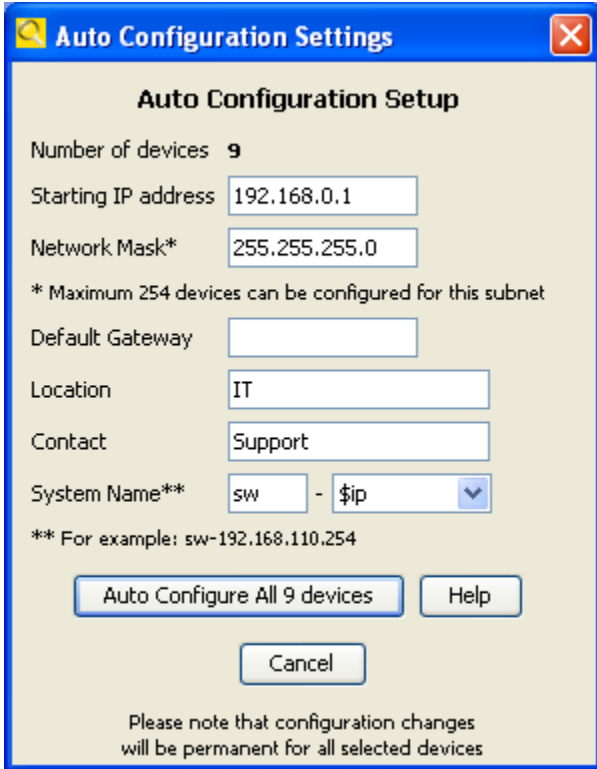 Auto Configuration Settings
Auto Configuration Setup
Number of devices 9
Starting IP address 192.168.0.1
Network Mask* 255.255.255.0
* Maximum 254 devices can be configured for this subnet
Default Gateway
Location IT
Contact Support
System Name** sw - $ip
** For example: sw-192.168.110.254
Auto Configure All 9 devices Help
Cancel
Please note that configuration changes
will be permanent for all selected devices